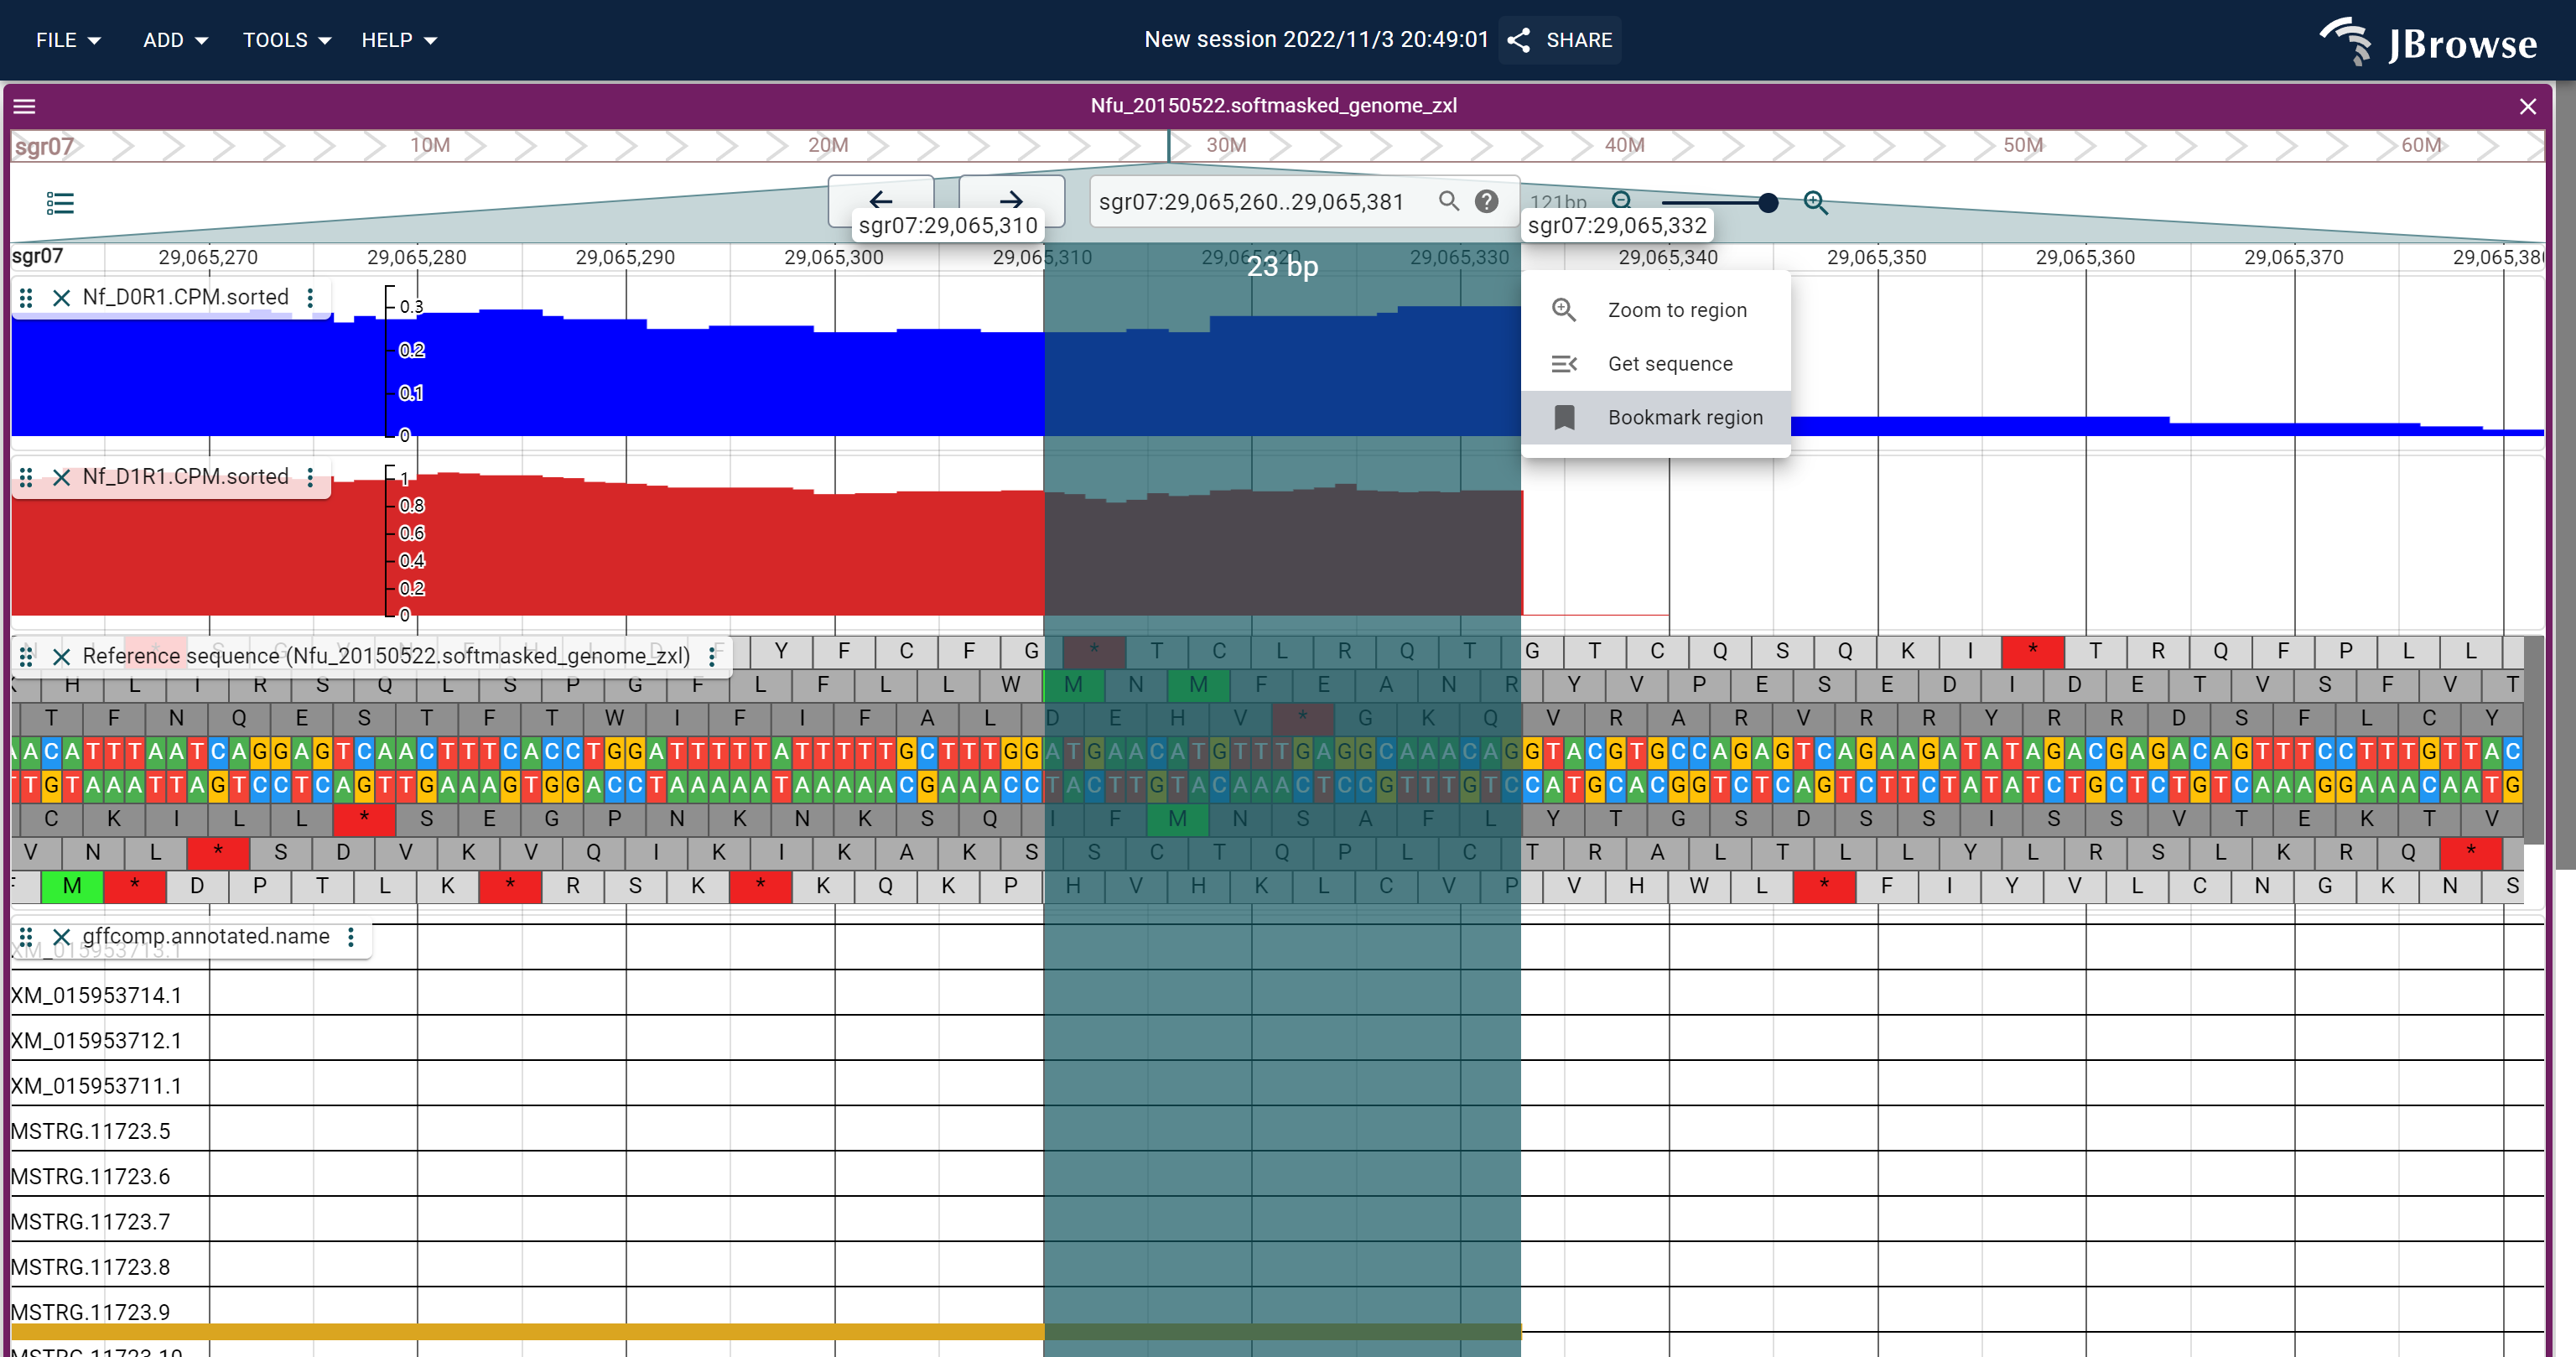 FILE ADD TOOLS HELP New session 2022/11/3 20:49:01 SHARE JBrowse
Nfu_20150522.softmasked_genome_zxl
sgr07 10M 20M 30M 40M 50M 60M
sgr07:29,065,260..29,065,381 121bp
sgr07:29,065,310 sgr07:29,065,332
sgr07 29,065,270 29,065,280 29,065,290 29,065,300 29,065,310 29,065,320 29,065,330 29,065,340 29,065,350 29,065,360 29,065,370 29,065,380
23 bp
Nf_D0R1.CPM.sorted
0.3
0.2
0.1
0
Zoom to region
Get sequence
Bookmark region
Nf_D1R1.CPM.sorted
1
0.8
0.6
0.4
0.2
0
Reference sequence (Nfu_20150522.softmasked_genome_zxl) Y F C F G * T C L R Q T G T C Q S Q K I * T R Q F P L L
H L I R S Q L S P G F L F L L W M N M F E A N R Y V P E S E D I D E T V S F V T
T F N Q E S T F T W I F I F A L D E H V * G K Q V R A R V R R Y R R D S F L C Y
A A C A T T T A A T C A G G A G T C A A C T T T C A C C T G G A T T T T T A T T T T T G C T T T G G A T G A A C A T G T T T G A G G C A A A C A G G T A C G T G C C A G A G T C A G A A G A T A T A G A C G A G A C A G T T T C C T T T G T T A C
T T G T A A A T T A G T C C T C A G T T G A A A G T G G A C C T A A A A A T A A A A A C G A A A C C T A C T T G T A C A A A C T C C G T T T G T C C A T G C A C G G T C T C A G T C T T C T A T A T C T G C T C T G T C A A A G G A A A C A A T G
C K I L L * S E G P N K N K S Q I F M N S A F L Y T G S D S S I S S V T E K T V
V N L * S D V K V Q I K I K A K S S C T Q P L C T R A L T L L Y L R S L K R Q *
M * D P T L K * R S K * K Q K P H V H K L C V P V H W L * F I Y V L C N G K N S
gffcomp.annotated.name
XM_015953713.1
XM_015953714.1
XM_015953712.1
XM_015953711.1
MSTRG.11723.5
MSTRG.11723.6
MSTRG.11723.7
MSTRG.11723.8
MSTRG.11723.9
MSTRG.11723.10